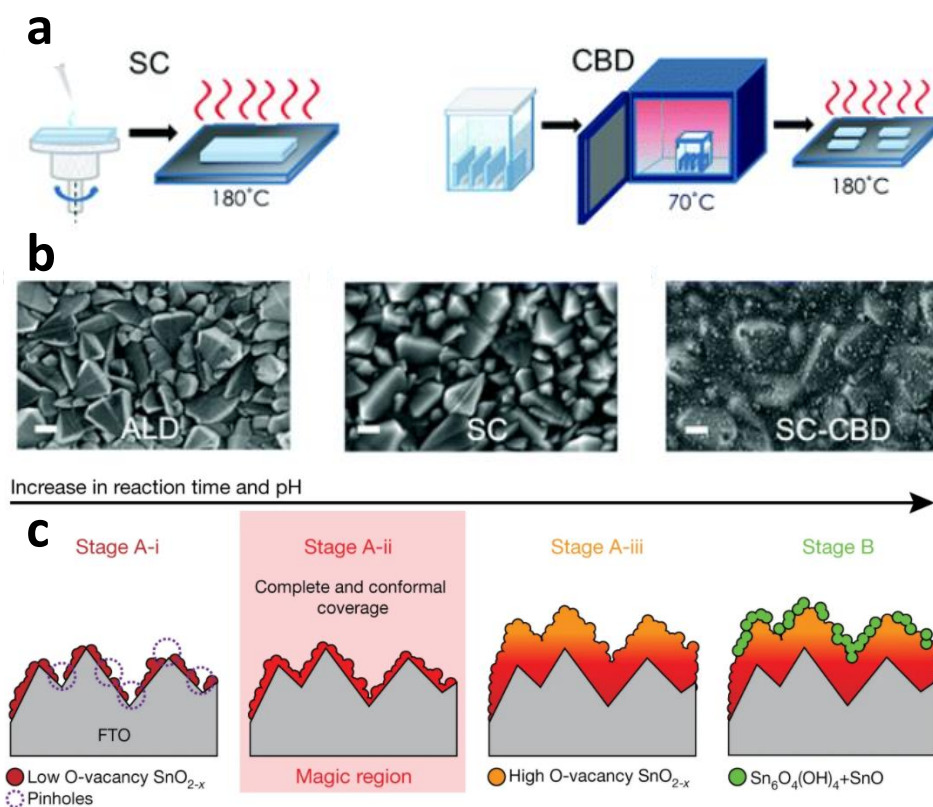 a
SC
CBD
180˚C
70˚C
180˚C
b
ALD
SC
SC-CBD
Increase in reaction time and pH
c
Stage A-i
Stage A-ii
Stage A-iii
Stage B
Complete and conformal
coverage
FTO
Magic region
Low O-vacancy SnO2-x
High O-vacancy SnO2-x
Sn6O4(OH)4+SnO
Pinholes